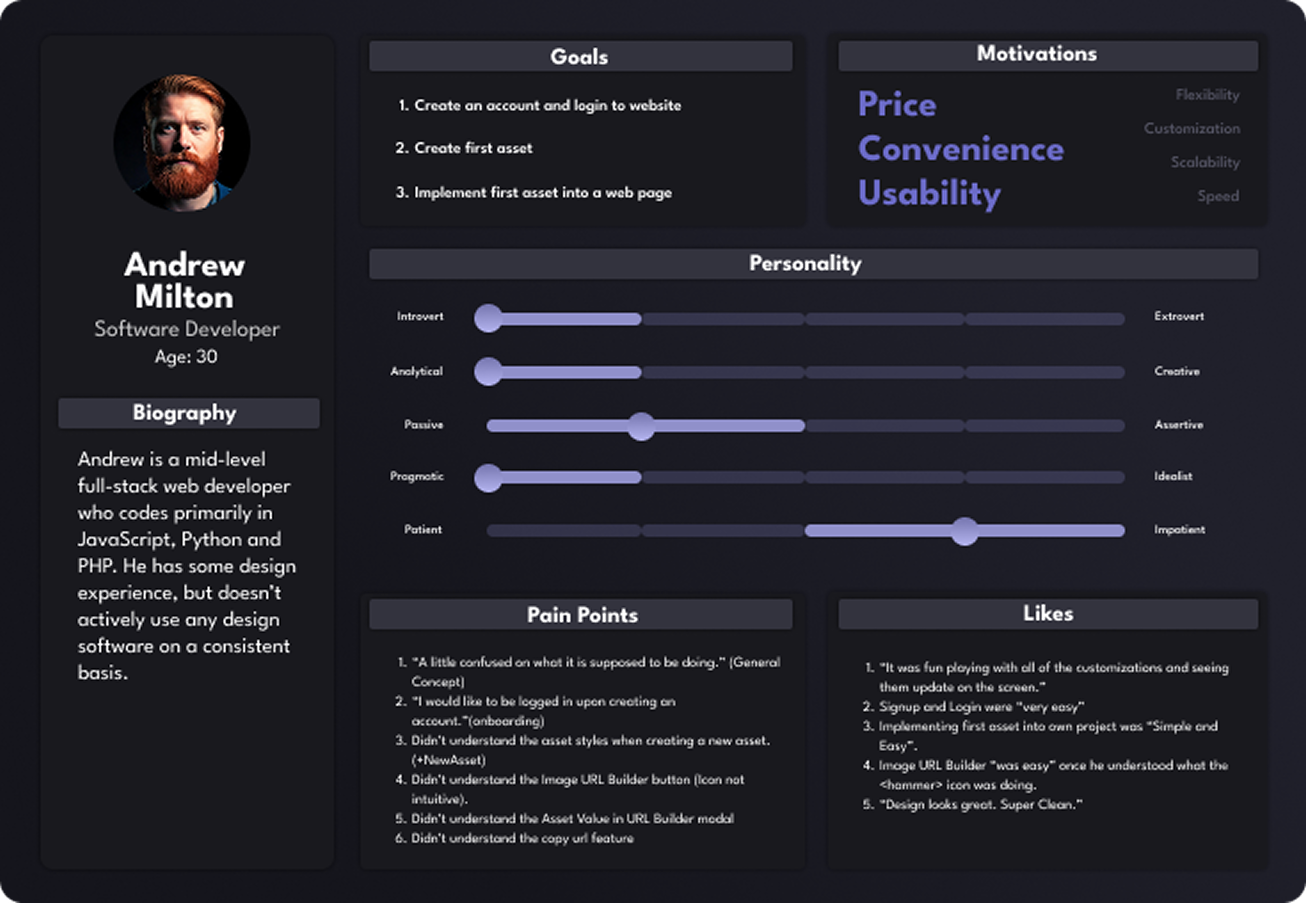 Andrew
Milton
Software Developer
Age: 30
Biography
Andrew is a mid-level
full-stack web developer
who codes primarily in
JavaScript, Python and
PHP. He has some design
experience, but doesn't
actively use any design
software on a consistent
basis.
Goals
1. Create an account and login to website
2. Create first asset
3. Implement first asset into a web page
Motivations
Price
Convenience
Usability
Flexibility
Customization
Scalability
Speed
Personality
Introvert Extrovert
Analytical Creative
Passive Assertive
Pragmatic Idealist
Patient Impatient
Pain Points
1. "A little confused on what it is supposed to be doing." (General
Concept)
2. "I would like to be logged in upon creating an
account."(onboarding)
3. Didn't understand the asset styles when creating a new asset.
(+NewAsset)
4. Didn't understand the Image URL Builder button (Icon not
intuitive).
5. Didn't understand the Asset Value in URL Builder modal
6. Didn't understand the copy url feature
Likes
1. "It was fun playing with all of the customizations and seeing
them update on the screen."
2. Signup and Login were "very easy"
3. Implementing first asset into own project was "Simple and
Easy".
4. Image URL Builder "was easy" once he understood what the
<hammer> icon was doing.
5. "Design looks great. Super Clean."